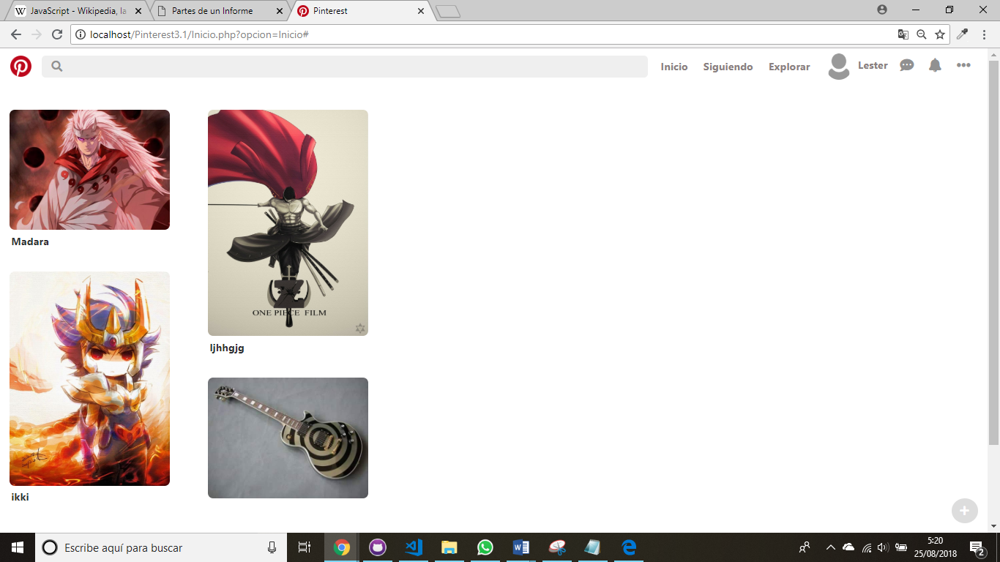 JavaScript - Wikipedia, la
Partes de un Informe
Pinterest
localhost/Pinterest3.1/Inicio.php?opcion=Inicio#
Inicio
Siguiendo
Explorar
Lester
Madara
ONE PIECE FILM
ljhhgjg
ikki
Escribe aquí para buscar
5:20
25/08/2018
2